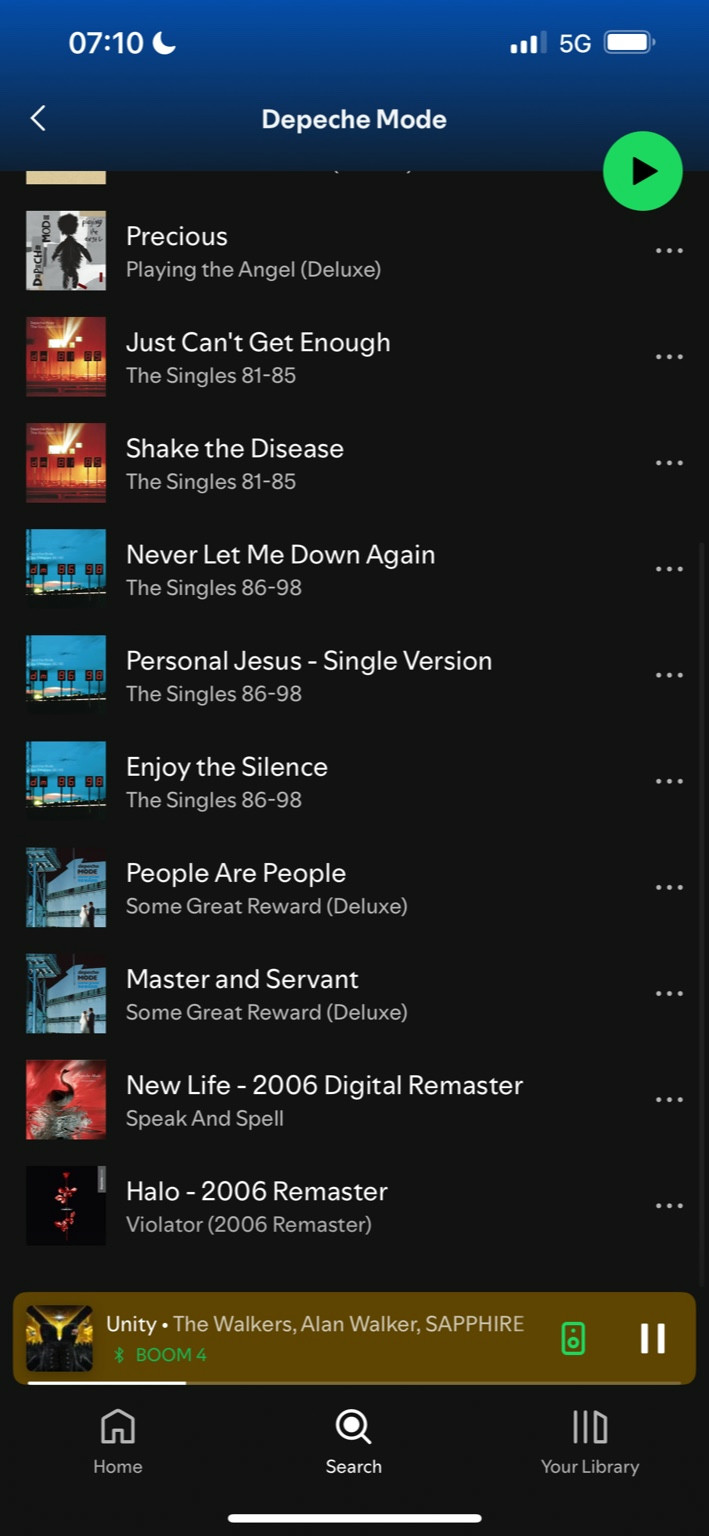 07:10
5G
Depeche Mode
Precious
Playing the Angel (Deluxe)
Just Can't Get Enough
The Singles 81-85
Shake the Disease
The Singles 81-85
Never Let Me Down Again
The Singles 86-98
Personal Jesus - Single Version
The Singles 86-98
Enjoy the Silence
The Singles 86-98
People Are People
Some Great Reward (Deluxe)
Master and Servant
Some Great Reward (Deluxe)
New Life - 2006 Digital Remaster
Speak And Spell
Halo - 2006 Remaster
Violator (2006 Remaster)
Unity • The Walkers, Alan Walker, SAPPHIRE
BOOM 4
Home
Search
Your Library